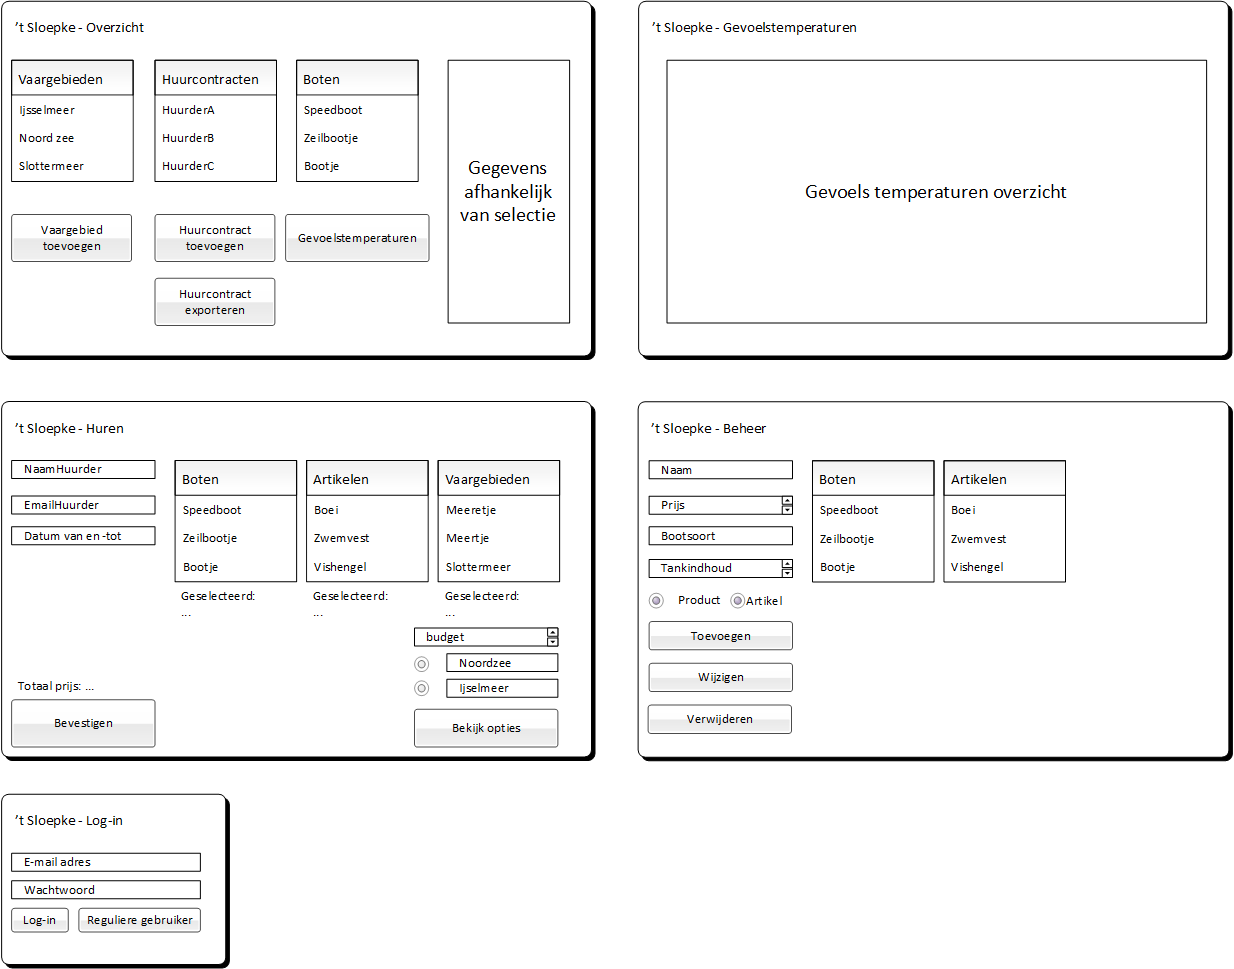 ’t Sloepke - Overzicht
Vaargebieden
Ijsselmeer
Noord zee
Slottermeer
Huurcontracten
HuurderA
HuurderB
HuurderC
Boten
Speedboot
Zeilbootje
Bootje
Gegevens
afhankelijk
van selectie
Vaargebied
toevoegen
Huurcontract
toevoegen
Gevoelstemperaturen
Huurcontract
exporteren
’t Sloepke - Gevoelstemperaturen
Gevoels temperaturen overzicht
’t Sloepke - Huren
NaamHuurder
EmailHuurder
Datum van en -tot
Boten
Speedboot
Zeilbootje
Bootje
Geselecteerd:
...
Artikelen
Boei
Zwemvest
Vishengel
Geselecteerd:
...
Vaargebieden
Meeretje
Meertje
Slottermeer
Geselecteerd:
...
budget
Noordzee
Ijselmeer
Totaal prijs: ...
Bevestigen
Bekijk opties
’t Sloepke - Beheer
Naam
Prijs
Bootsoort
Tankindhoud
Product
Artikel
Toevoegen
Wijzigen
Verwijderen
Boten
Speedboot
Zeilbootje
Bootje
Artikelen
Boei
Zwemvest
Vishengel
’t Sloepke - Log-in
E-mail adres
Wachtwoord
Log-in
Reguliere gebruiker